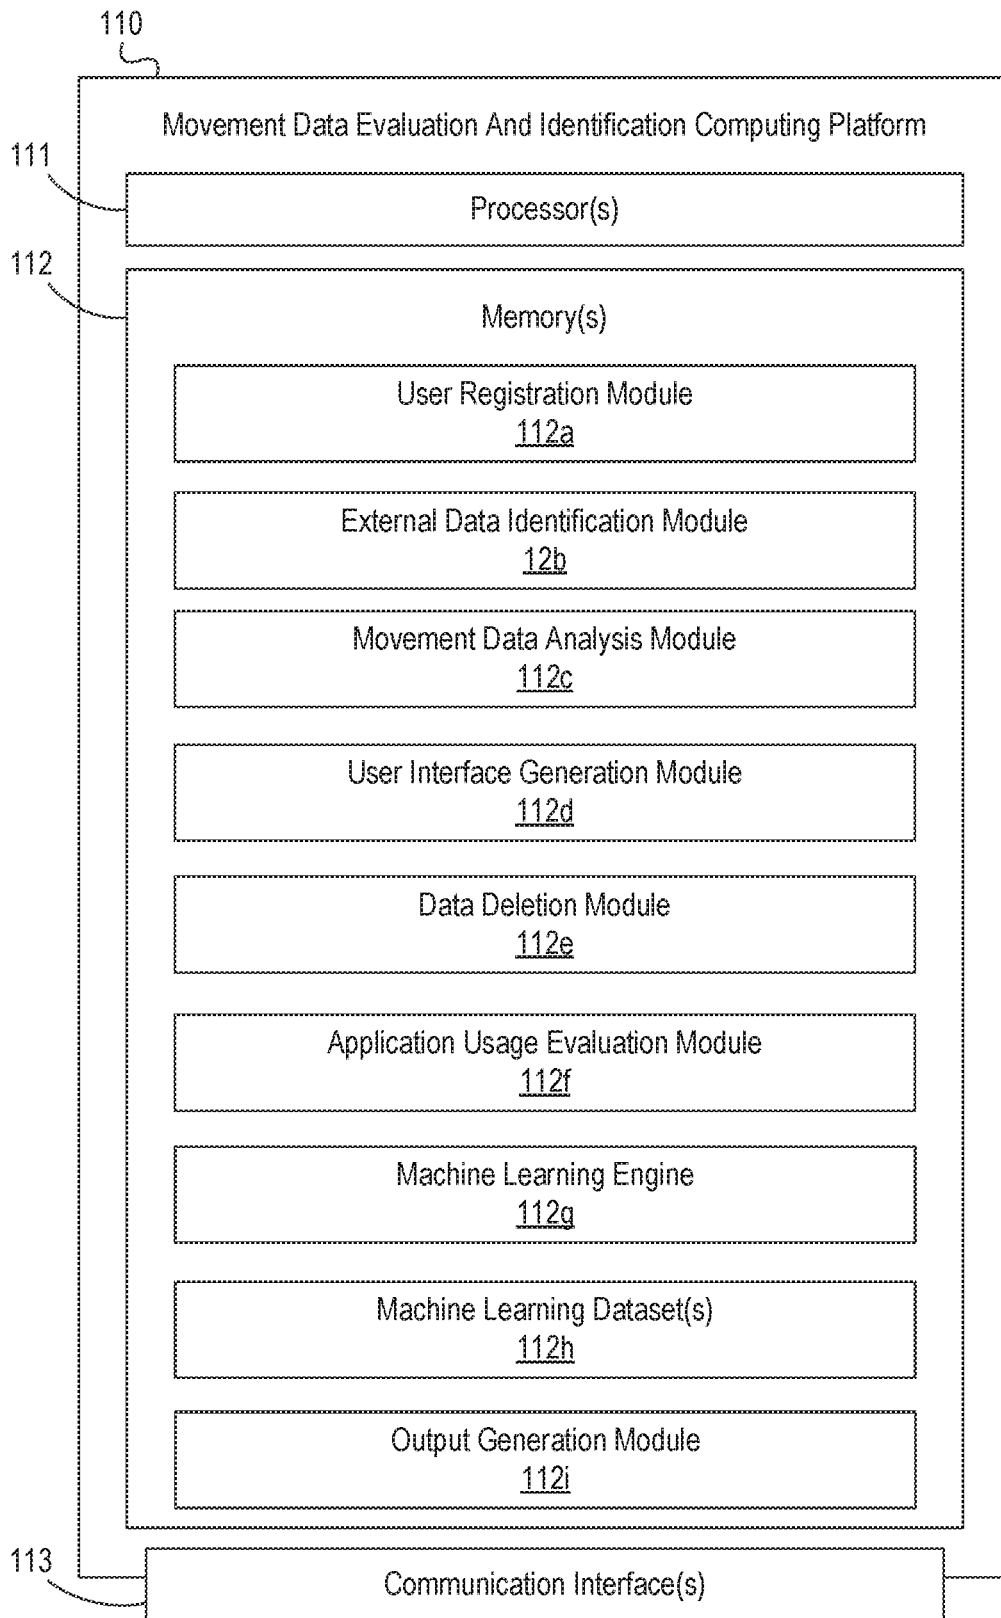 110
Movement Data Evaluation And Identification Computing Platform
111
Processor(s)
112
Memory(s)
User Registration Module
112a
External Data Identification Module
12b
Movement Data Analysis Module
112c
User Interface Generation Module
112d
Data Deletion Module
112e
Application Usage Evaluation Module
112f
Machine Learning Engine
112g
Machine Learning Dataset(s)
112h
Output Generation Module
112i
113
Communication Interface(s)